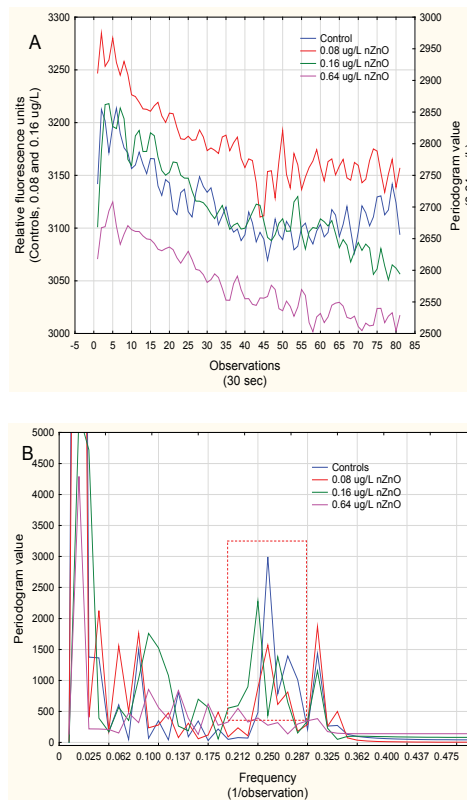 A
Control
0.08 ug/L nZnO
0.16 ug/L nZnO
0.64 ug/L nZnO
Relative fluorescence units
(Controls, 0.08 and 0.16 ug/L)
3300
3250
3200
3150
3100
3050
3000
3000
2950
2900
2850
2800
2750
2700
2650
2600
2550
2500
Periodogram value
-5 0 5 10 15 20 25 30 35 40 45 50 55 60 65 70 75 80 85
Observations
(30 sec)
B
Controls
0.08 ug/L nZnO
0.16 ug/L nZnO
0.64 ug/L nZnO
Periodogram value
5000
4500
4000
3500
3000
2500
2000
1500
1000
500
0
0 0.025 0.062 0.100 0.137 0.175 0.212 0.250 0.287 0.325 0.362 0.400 0.437 0.475
Frequency
(1/observation)